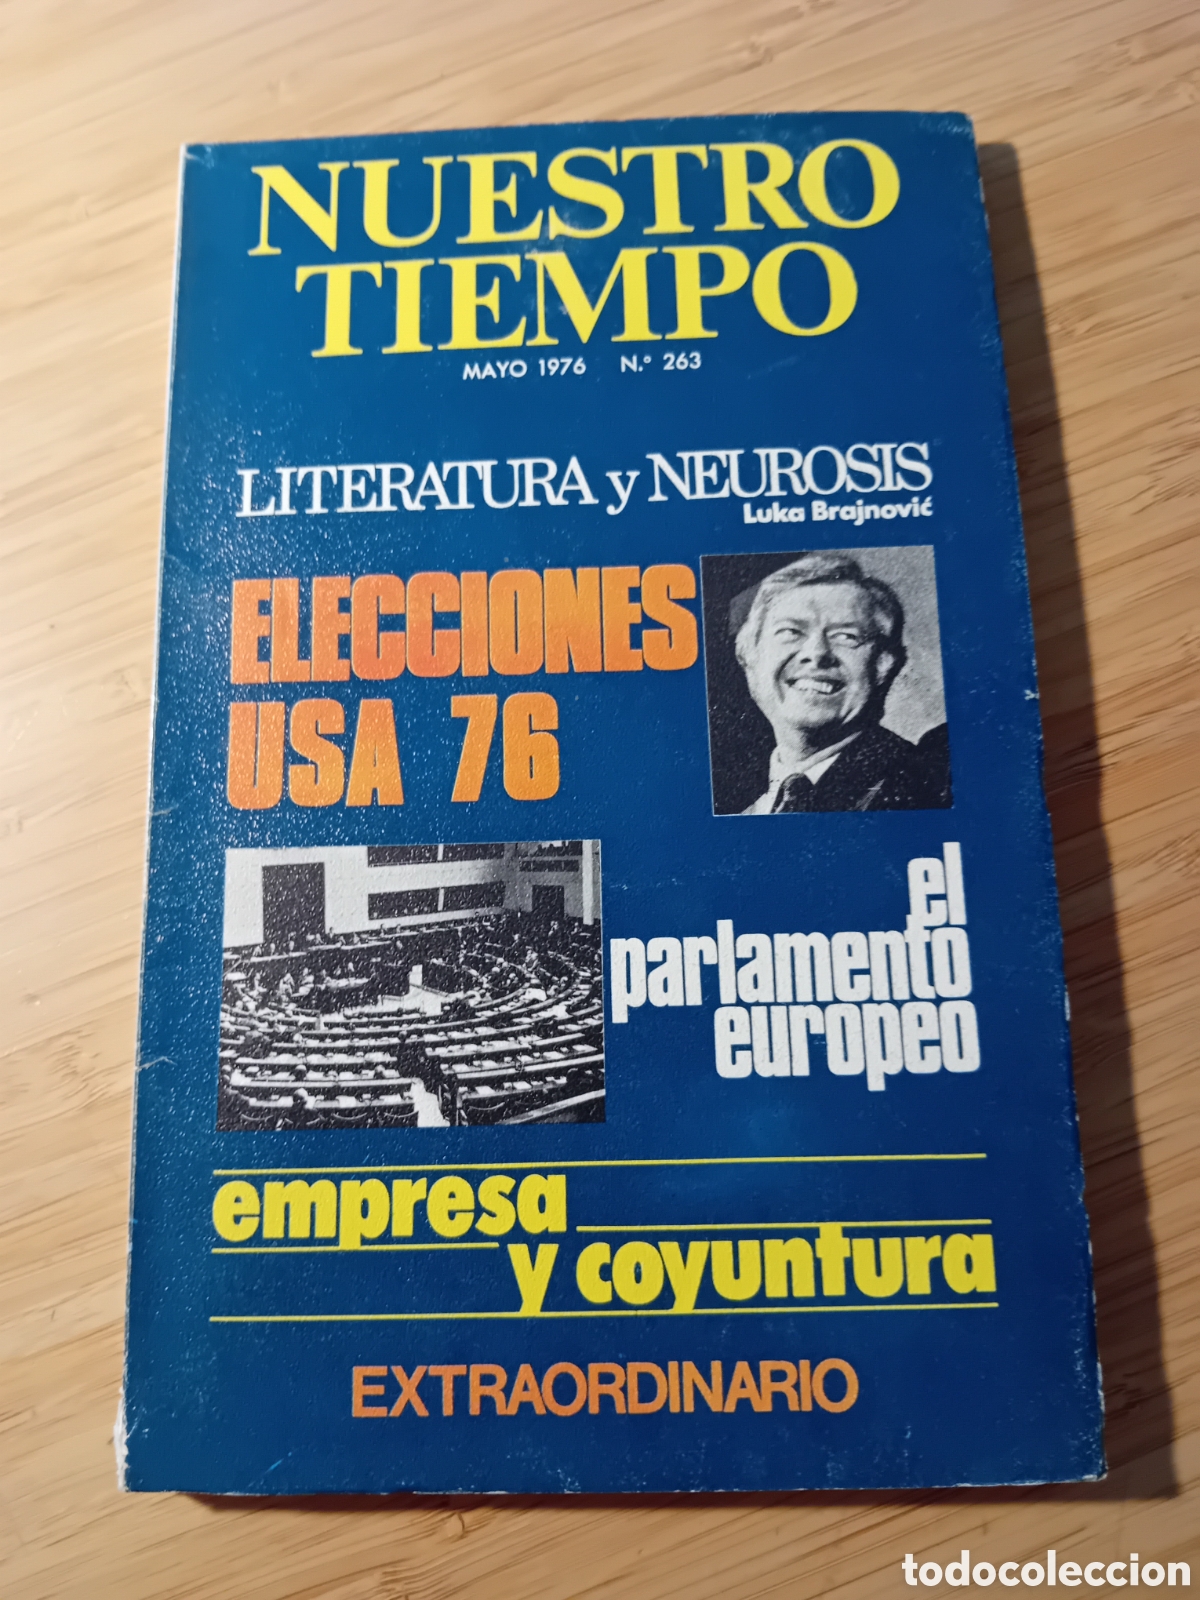 NUESTRO
TIEMPO
MAYO 1976 N.º 263
LITERATURA y NEUROSIS
Luka Brajnović
ELECCIONES
USA 76
el
parlamento
europeo
empresa
y coyuntura
EXTRAORDINARIO
todocoleccion